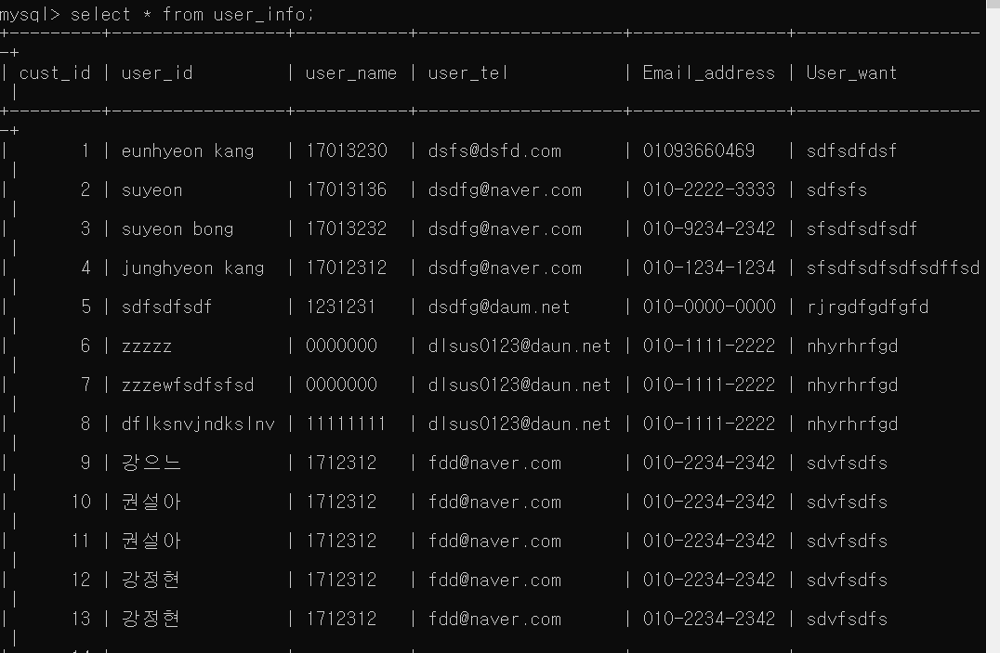 mysql> select * from user_info;
+---------+-----------------+-----------+--------------------+---------------+-------------------
-+
| cust_id | user_id         | user_name | user_tel           | Email_address | User_want
 |
+---------+-----------------+-----------+--------------------+---------------+-------------------
-+
|       1 | eunhyeon kang   | 17013230  | dsfs@dsfd.com      | 01093660469   | sdfsdfdsf
 |
|       2 | suyeon          | 17013136  | dsdfg@naver.com    | 010-2222-3333 | sdfsfs
 |
|       3 | suyeon bong     | 17013232  | dsdfg@naver.com    | 010-9234-2342 | sfsdfsdfsdf
 |
|       4 | junghyeon kang  | 17012312  | dsdfg@naver.com    | 010-1234-1234 | sfsdfsdfsdfsdffsd
 |
|       5 | sdfsdfsdf       | 1231231   | dsdfg@daum.net     | 010-0000-0000 | rjrgdfgdfgfd
 |
|       6 | zzzzz           | 0000000   | dlsus0123@daun.net | 010-1111-2222 | nhyrhrfgd
 |
|       7 | zzzewfsdfsfsd   | 0000000   | dlsus0123@daun.net | 010-1111-2222 | nhyrhrfgd
 |
|       8 | dflksnvjndkslnv | 11111111  | dlsus0123@daun.net | 010-1111-2222 | nhyrhrfgd
 |
|       9 | 강으느          | 1712312   | fdd@naver.com      | 010-2234-2342 | sdvfsdfs
 |
|      10 | 권설아          | 1712312   | fdd@naver.com      | 010-2234-2342 | sdvfsdfs
 |
|      11 | 권설아          | 1712312   | fdd@naver.com      | 010-2234-2342 | sdvfsdfs
 |
|      12 | 강정현          | 1712312   | fdd@naver.com      | 010-2234-2342 | sdvfsdfs
 |
|      13 | 강정현          | 1712312   | fdd@naver.com      | 010-2234-2342 | sdvfsdfs
 |